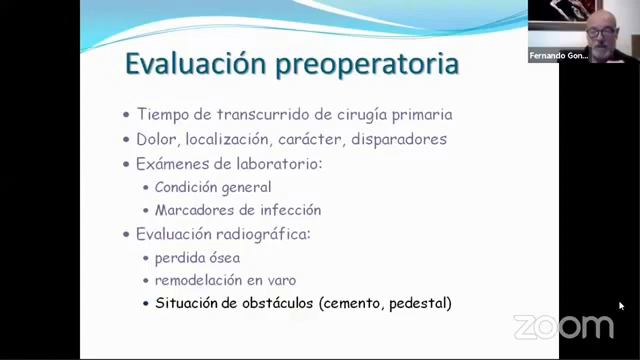 Fernando Gon...
Evaluación preoperatoria
Tiempo de transcurrido de cirugía primaria
Dolor, localización, carácter, disparadores
Exámenes de laboratorio:
Condición general
Marcadores de infección
Evaluación radiográfica:
perdida ósea
remodelación en varo
Situación de obstáculos (cemento, pedestal)
zoom